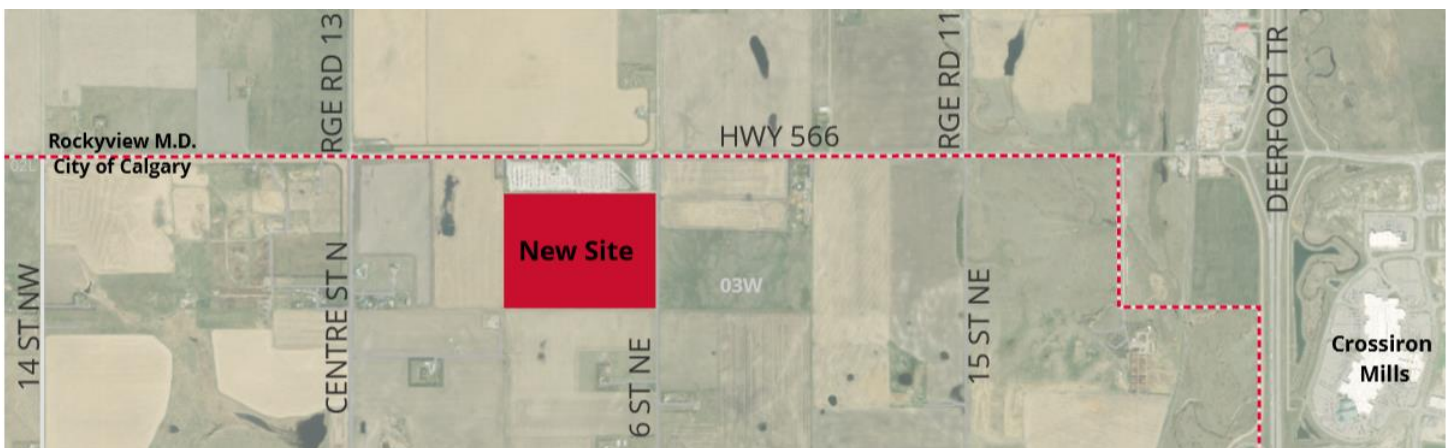 RGE RD 13
RGE RD 11
DEERFOOT TR
HWY 566
Rockyview M.D.
City of Calgary
02L
New Site
03W
14 ST NW
CENTRE ST N
6 ST NE
15 ST NE
Crossiron
Mills